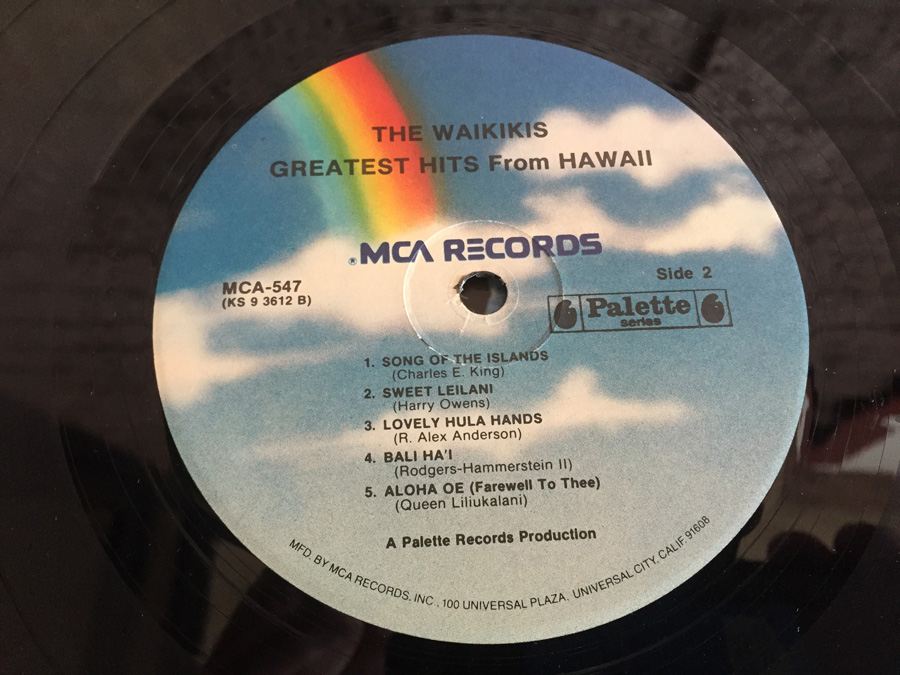 THE WAIKIKIS
GREATEST HITS From HAWAII
® MCA RECORDS
MCA-547
(KS 9 3612 B)
Side 2
Palette
series
1. SONG OF THE ISLANDS
(Charles E. King)
2. SWEET LEILANI
(Harry Owens)
3. LOVELY HULA HANDS
(R. Alex Anderson)
4. BALI HA'I
(Rodgers-Hammerstein II)
5. ALOHA OE (Farewell To Thee)
(Queen Liliukalani)
A Palette Records Production
MFD. BY MCA RECORDS, INC., 100 UNIVERSAL PLAZA, UNIVERSAL CITY, CALIF. 91608